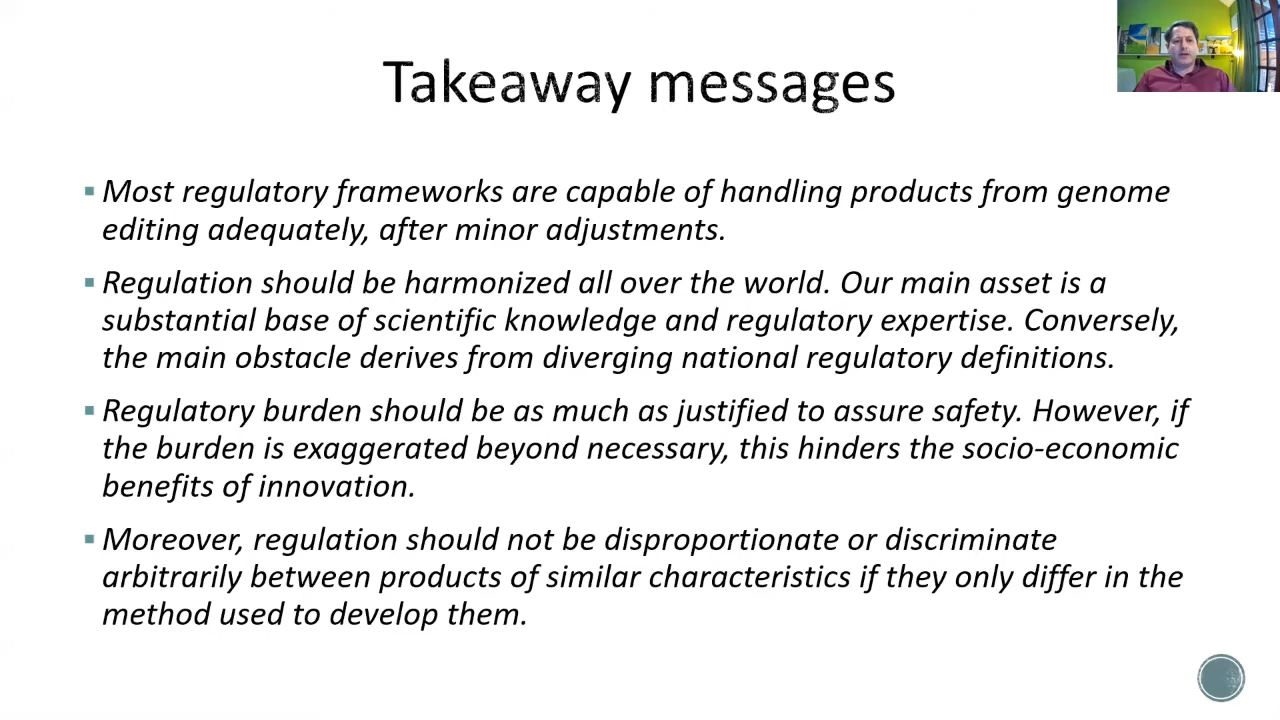 Takeaway messages
Most regulatory frameworks are capable of handling products from genome
editing adequately, after minor adjustments.
Regulation should be harmonized all over the world. Our main asset is a
substantial base of scientific knowledge and regulatory expertise. Conversely,
the main obstacle derives from diverging national regulatory definitions.
Regulatory burden should be as much as justified to assure safety. However, if
the burden is exaggerated beyond necessary, this hinders the socio-economic
benefits of innovation.
Moreover, regulation should not be disproportionate or discriminate
arbitrarily between products of similar characteristics if they only differ in the
method used to develop them.